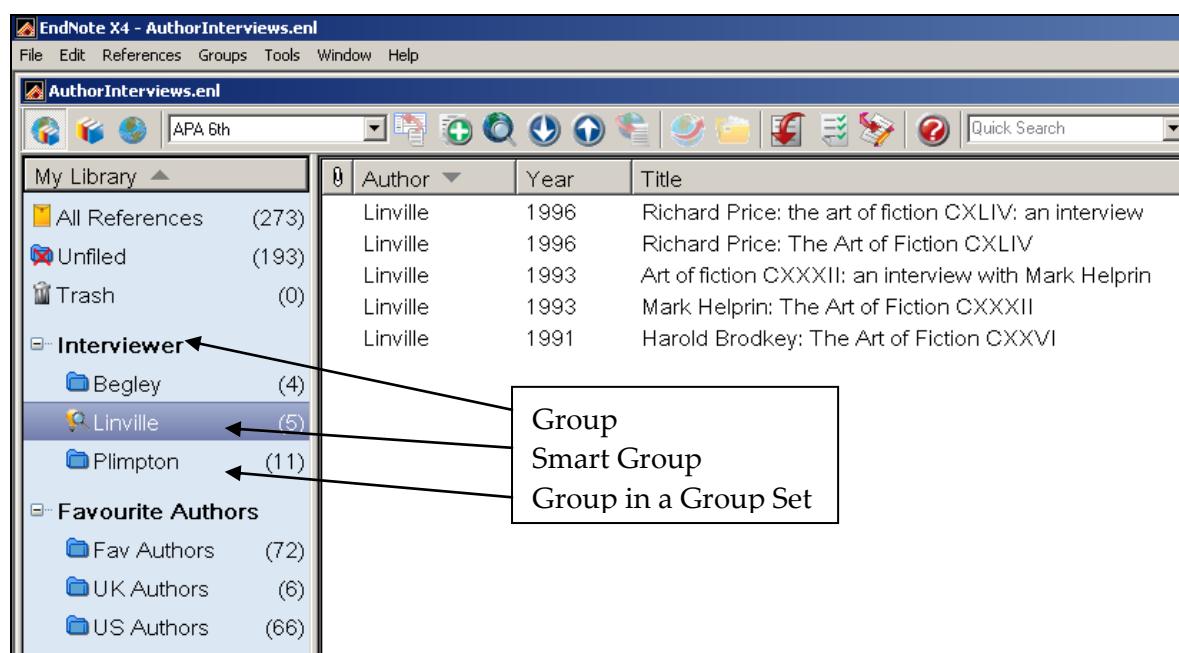 EndNote X4 - AuthorInterviews.enl
File Edit References Groups Tools Window Help
AuthorInterviews.enl
APA 6th
Quick Search
My Library
Author Year Title
All References (273)
Unfiled (193)
Trash (0)
Interviewer
Begley (4)
Linville (5)
Plimpton (11)
Favourite Authors
Fav Authors (72)
UK Authors (6)
US Authors (66)
Linville 1996 Richard Price: the art of fiction CXLIV: an interview
Linville 1996 Richard Price: The Art of Fiction CXLIV
Linville 1993 Art of fiction CXXXII: an interview with Mark Helprin
Linville 1993 Mark Helprin: The Art of Fiction CXXXII
Linville 1991 Harold Brodkey: The Art of Fiction CXXVI
Group
Smart Group
Group in a Group Set